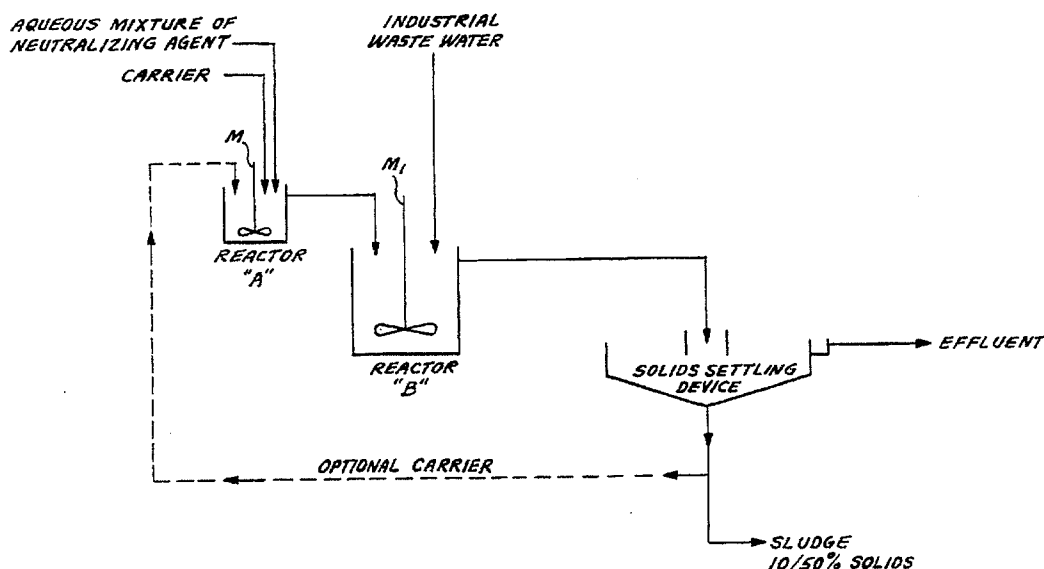 AQUEOUS MIXTURE OF
NEUTRALIZING AGENT
CARRIER
INDUSTRIAL
WASTE WATER
M
M1
REACTOR
"A"
REACTOR
"B"
SOLIDS SETTLING
DEVICE
EFFLUENT
OPTIONAL CARRIER
SLUDGE
10/50% SOLIDS